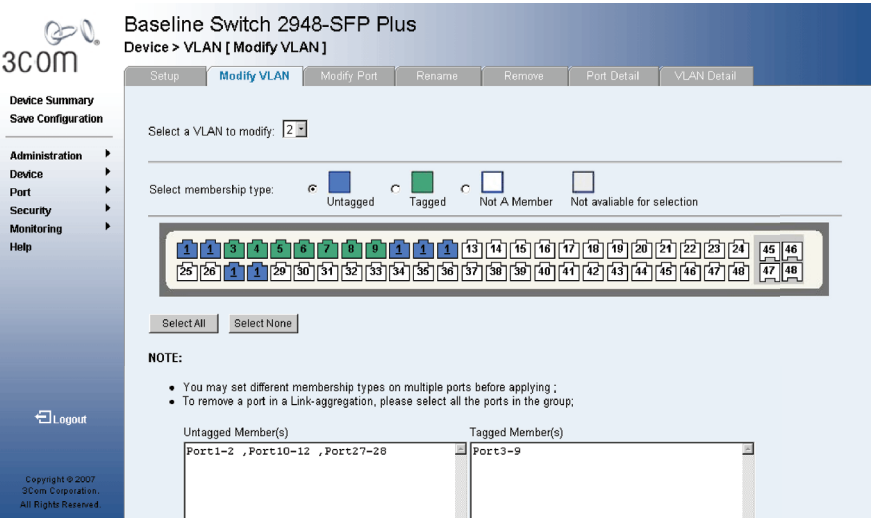 3COM
Baseline Switch 2948-SFP Plus
Device > VLAN [ Modify VLAN ]
Setup Modify VLAN Modify Port Rename Remove Port Detail VLAN Detail
Device Summary
Save Configuration
Administration
Device
Port
Security
Monitoring
Help
Logout
Copyright © 2007
3Com Corporation.
All Rights Reserved.
Select a VLAN to modify: 2
Select membership type: Untagged Tagged Not A Member Not avaliable for selection
1 1 3 4 5 6 7 8 9 1 1 1 13 14 15 16 17 18 19 20 21 22 23 24 45 46
25 26 1 1 29 30 31 32 33 34 35 36 37 38 39 40 41 42 43 44 45 46 47 48 47 48
Select All Select None
NOTE:
You may set different membership types on multiple ports before applying ;
To remove a port in a Link-aggregation, please select all the ports in the group;
Untagged Member(s) Tagged Member(s)
Port1-2 ,Port10-12 ,Port27-28 Port3-9